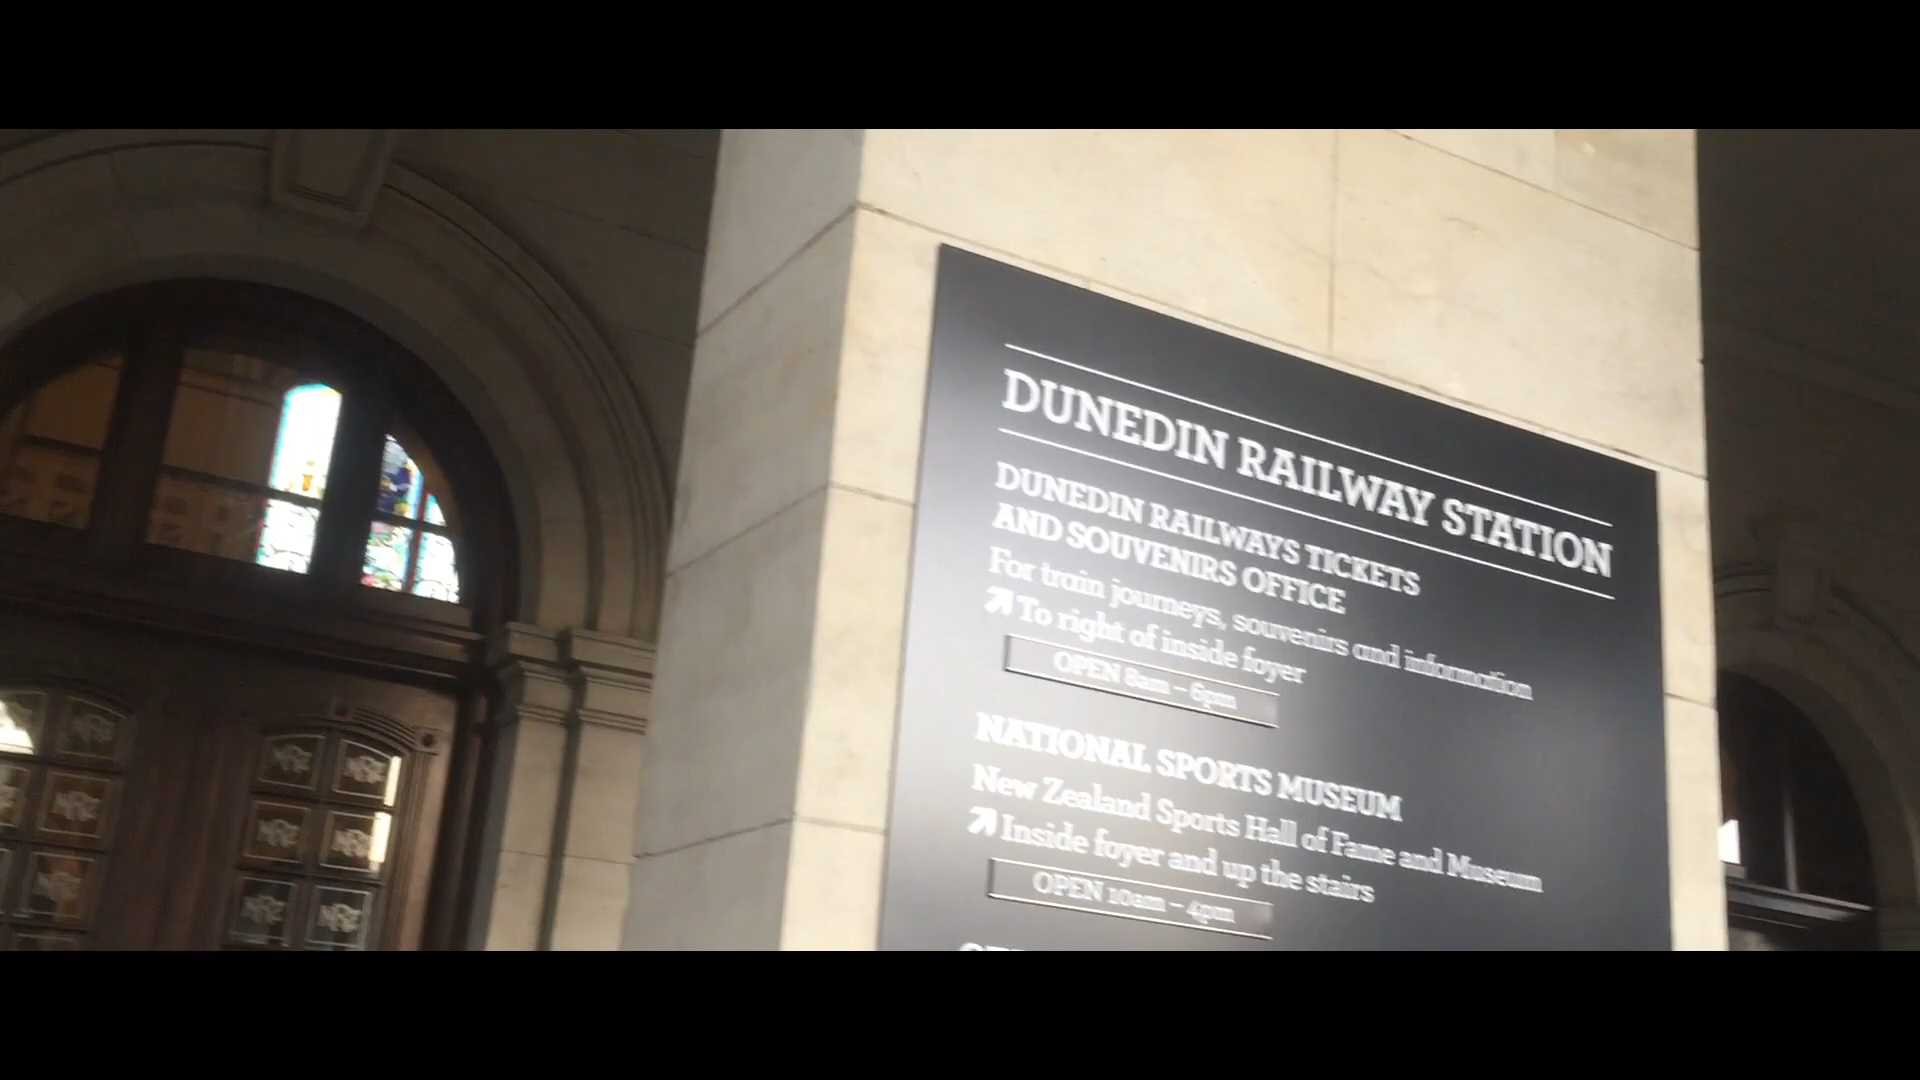 DUNEDIN RAILWAY STATION
DUNEDIN RAILWAYS TICKETS
AND SOUVENIRS OFFICE
For train journeys, souvenirs and information
To right of inside foyer
OPEN 8am – 6pm
NATIONAL SPORTS MUSEUM
New Zealand Sports Hall of Fame and Museum
Inside foyer and up the stairs
OPEN 10am – 4pm